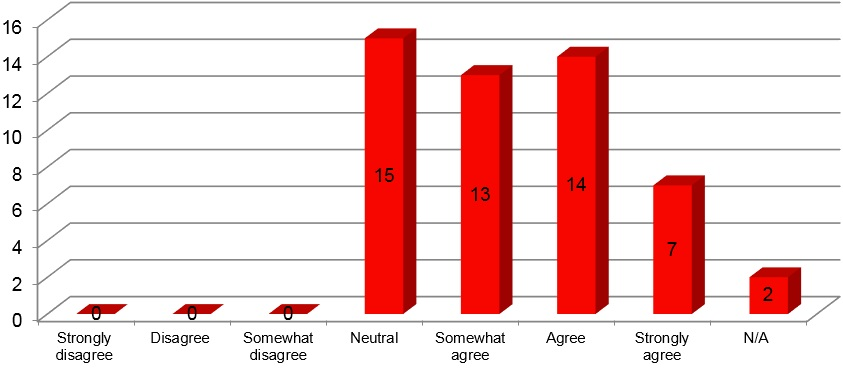 16
14
12
10
8
6
4
2
0
0
0
0
15
13
14
7
2
Strongly disagree
Disagree
Somewhat disagree
Neutral
Somewhat agree
Agree
Strongly agree
N/A